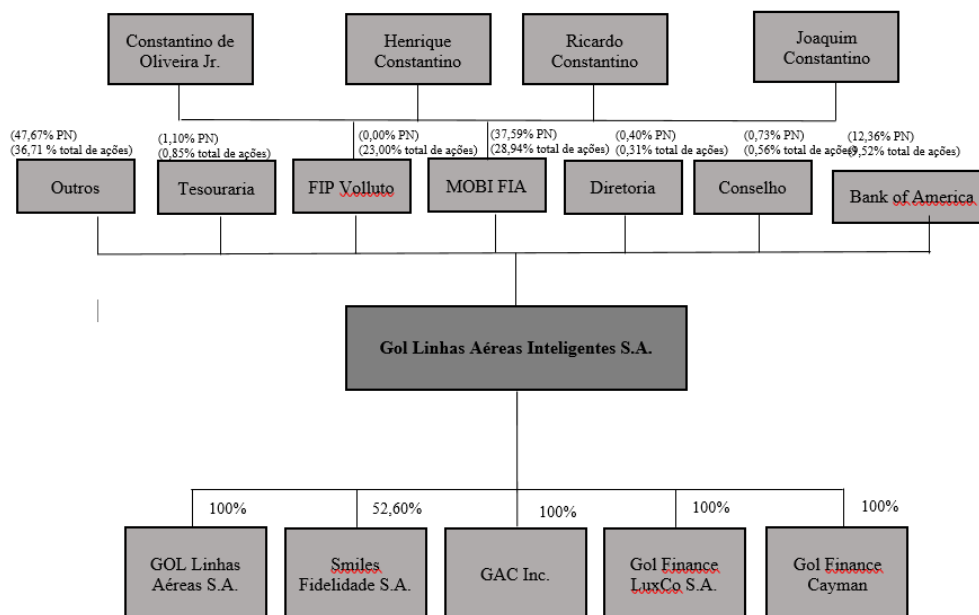 Constantino de
Oliveira Jr.
Henrique
Constantino
Ricardo
Constantino
Joaquim
Constantino
(47,67% PN)
(36,71 % total de ações)
Outros
(1,10% PN)
(0,85% total de ações)
Tesouraria
(0,00% PN)
(23,00% total de ações)
FIP Volluto
(37,59% PN)
(28,94% total de ações)
MOBI FIA
(0,40% PN)
(0,31% total de ações)
Diretoria
(0,73% PN)
(0,56% total de ações)
Conselho
(12,36% PN)
(9,52% total de ações)
Bank of America
Gol Linhas Aéreas Inteligentes S.A.
100%
GOL Linhas
Aéreas S.A.
52,60%
Smiles
Fidelidade S.A.
100%
GAC Inc.
100%
Gol Finance
LuxCo S.A.
100%
Gol Finance
Cayman